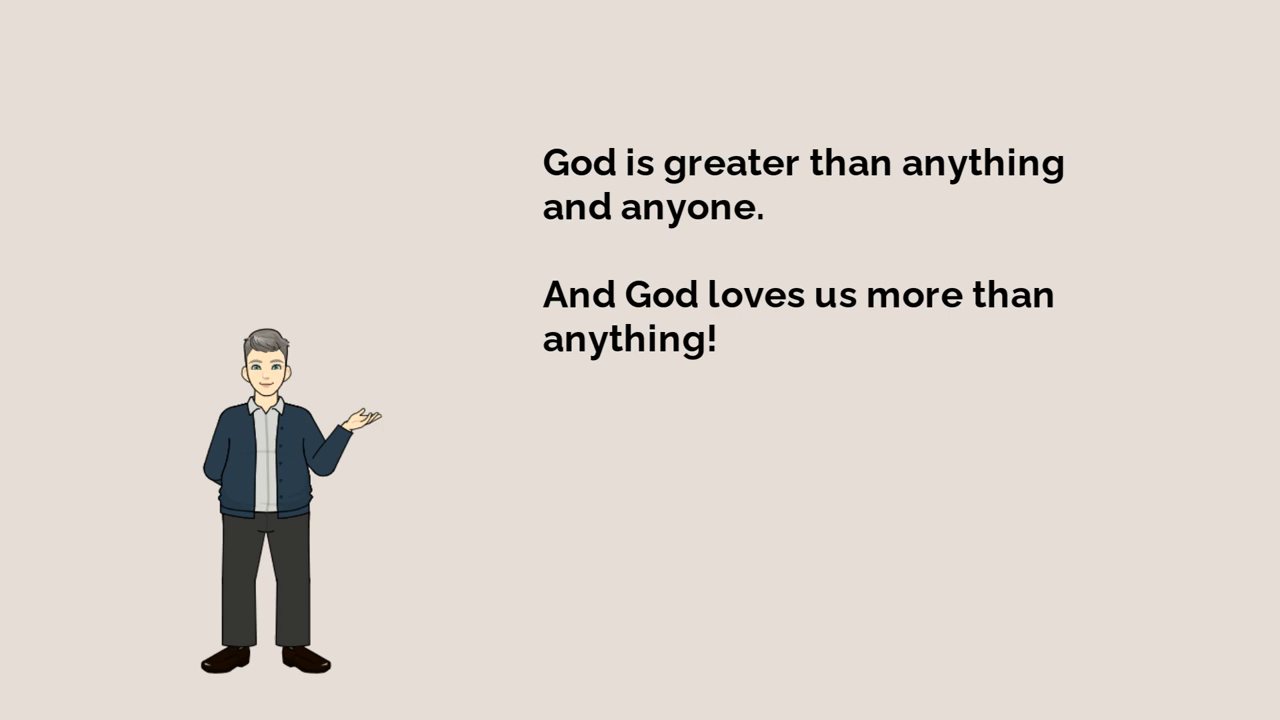 God is greater than anything
and anyone.
And God loves us more than
anything!